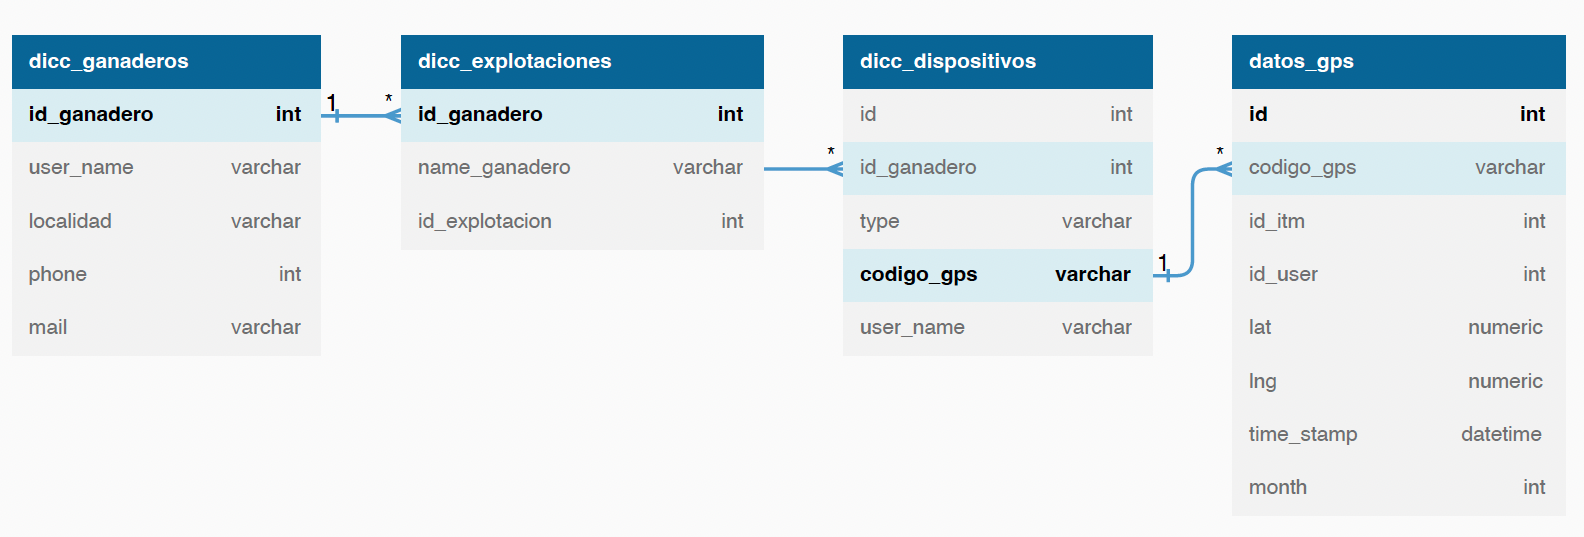 dicc_ganaderos
id_ganadero int
user_name varchar
localidad varchar
phone int
mail varchar
1 *
dicc_explotaciones
id_ganadero int
name_ganadero varchar
id_explotacion int
*
dicc_dispositivos
id int
id_ganadero int
type varchar
codigo_gps varchar
user_name varchar
1 *
datos_gps
id int
codigo_gps varchar
id_itm int
id_user int
lat numeric
lng numeric
time_stamp datetime
month int